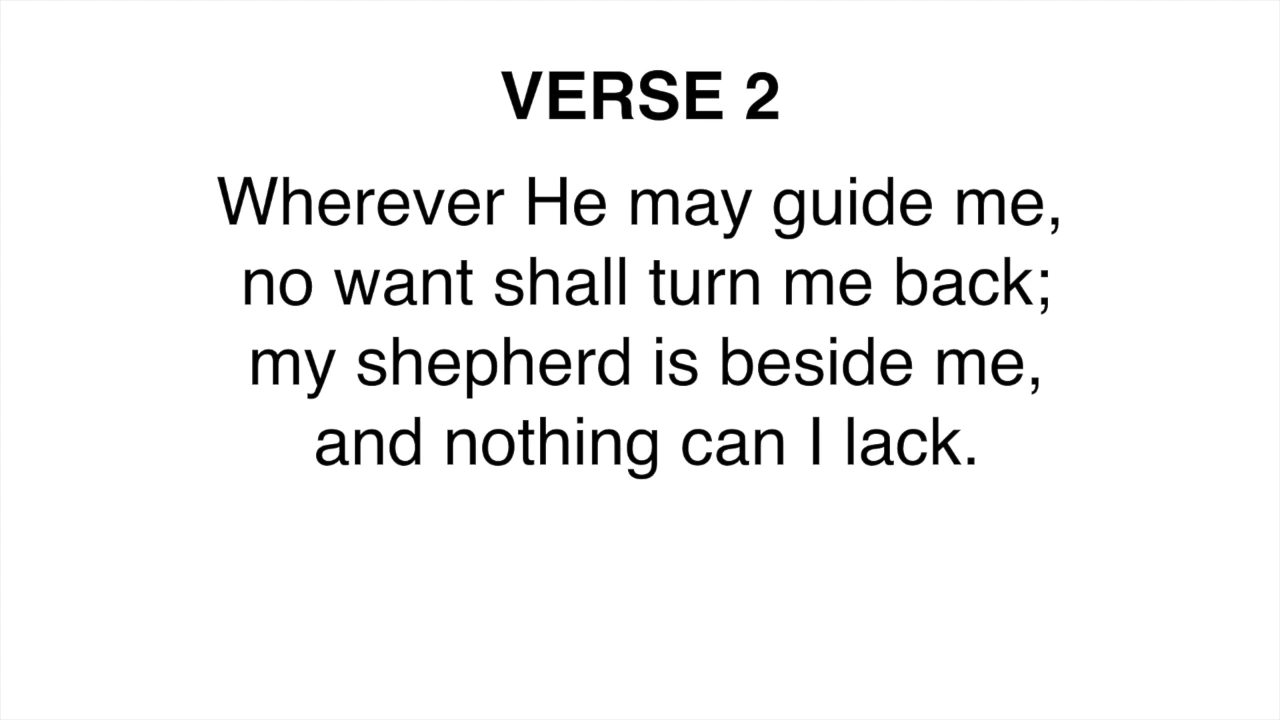 VERSE 2
Wherever He may guide me,
no want shall turn me back;
my shepherd is beside me,
and nothing can I lack.